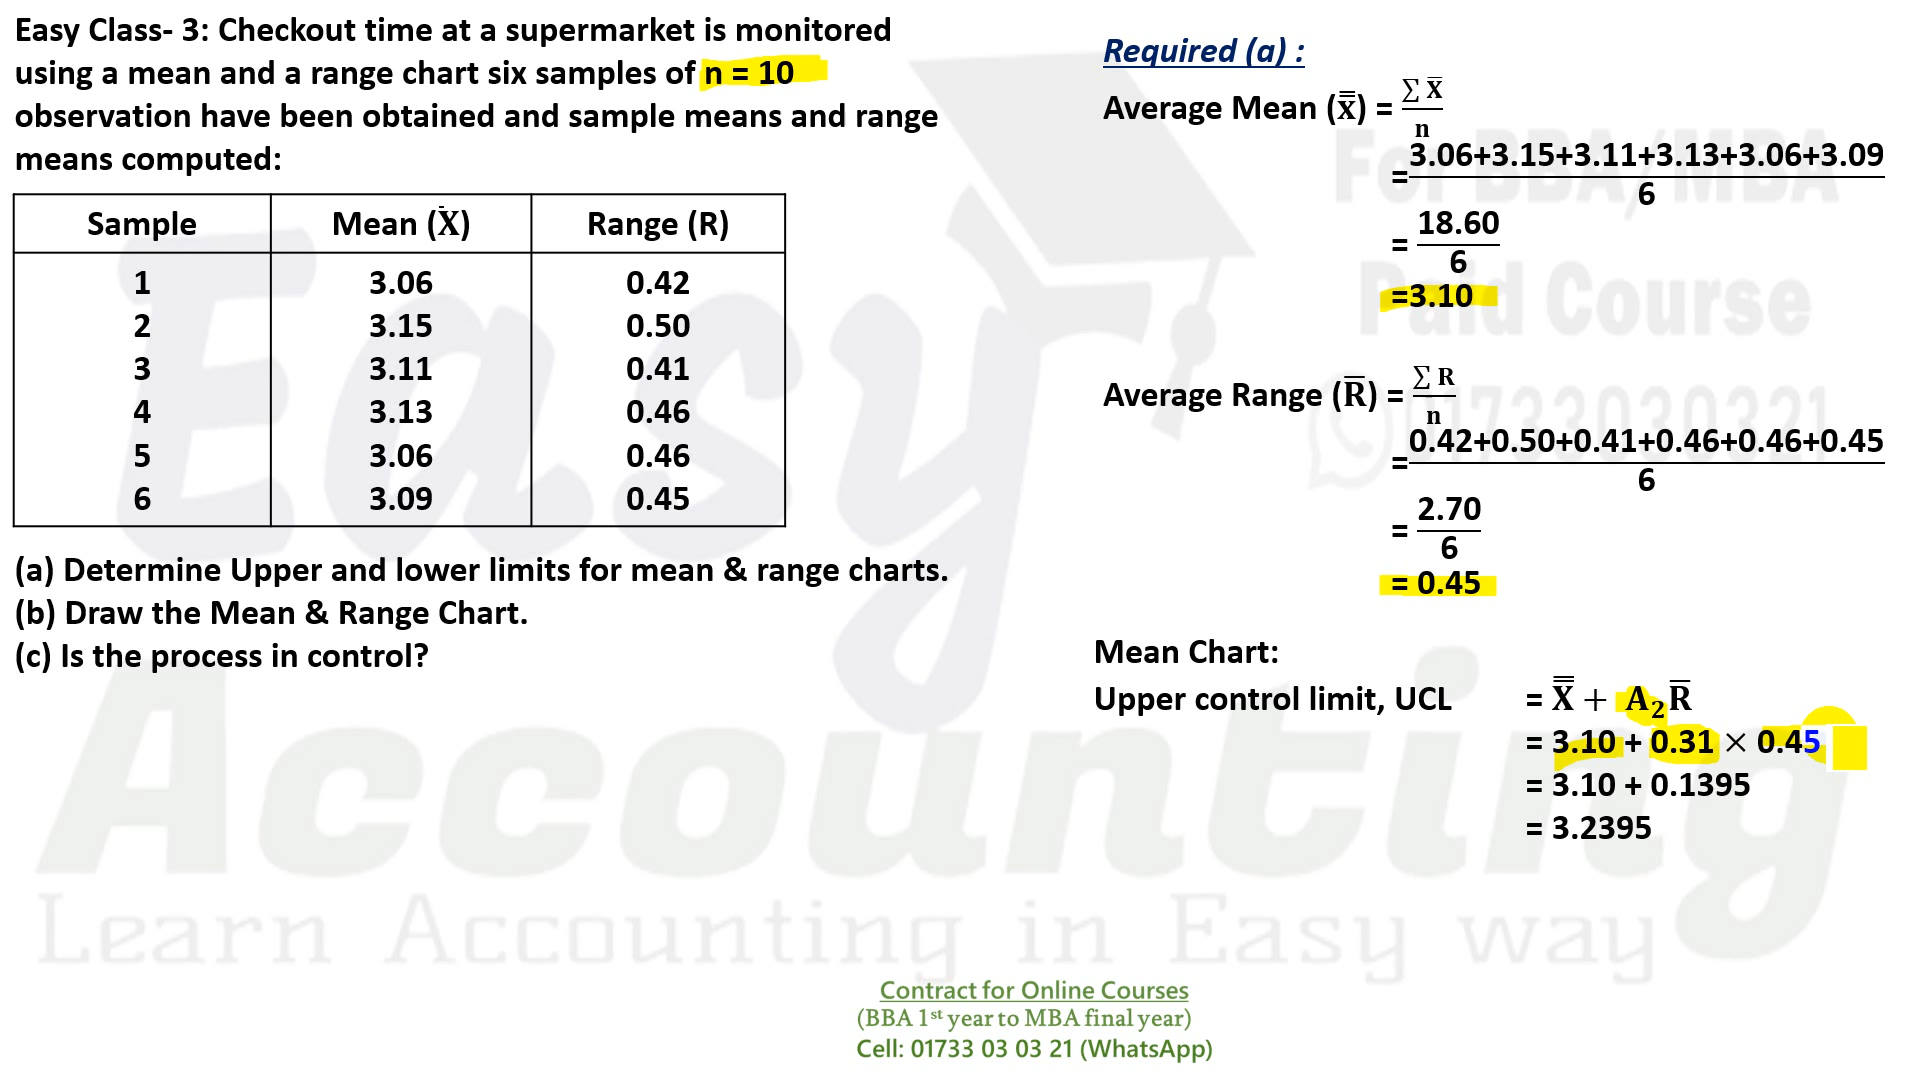 Easy Class- 3: Checkout time at a supermarket is monitored
using a mean and a range chart six samples of n = 10
observation have been obtained and sample means and range
means computed:
Sample Mean (X̄) Range (R)
1 3.06 0.42
2 3.15 0.50
3 3.11 0.41
4 3.13 0.46
5 3.06 0.46
6 3.09 0.45
(a) Determine Upper and lower limits for mean & range charts.
(b) Draw the Mean & Range Chart.
(c) Is the process in control?
Required (a) :
Average Mean (x̿) = ∑ X̄ / n
= 3.06+3.15+3.11+3.13+3.06+3.09 / 6
= 18.60 / 6
=3.10
Average Range (R̄) = ∑ R / n
= 0.42+0.50+0.41+0.46+0.46+0.45 / 6
= 2.70 / 6
= 0.45
Mean Chart:
Upper control limit, UCL = X̿ + A₂R̄
= 3.10 + 0.31 × 0.45
= 3.10 + 0.1395
= 3.2395
For BBA/MBA
Paid Course
01733030321
Easy
Accounting
Learn Accounting in Easy way
Contract for Online Courses
(BBA 1st year to MBA final year)
Cell: 01733 03 03 21 (WhatsApp)